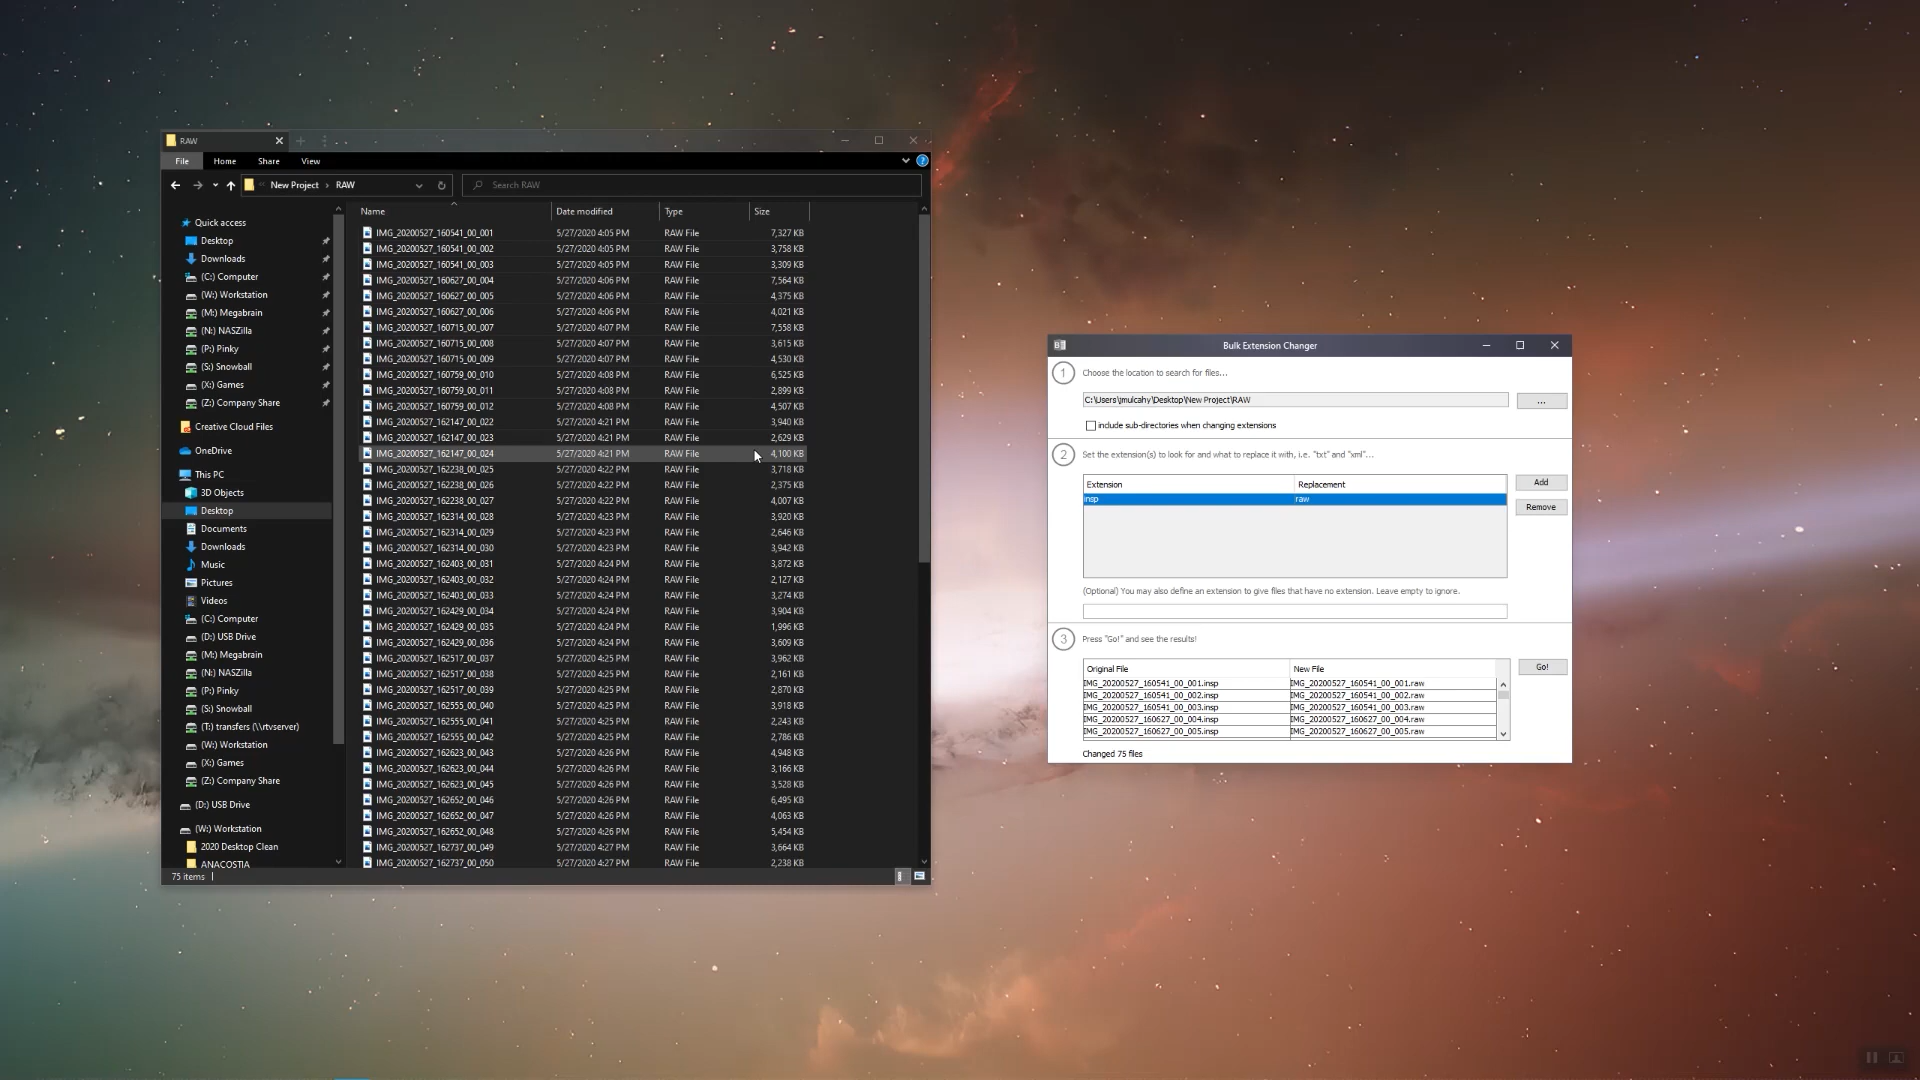 RAW
File Home Share View
New Project › RAW
Search RAW
Name Date modified Type Size
Quick access
Desktop
Downloads
(C:) Computer
(W:) Workstation
(M:) Megabrain
(N:) NASZilla
(P:) Pinky
(S:) Snowball
(X:) Games
(Z:) Company Share
Creative Cloud Files
OneDrive
This PC
3D Objects
Desktop
Documents
Downloads
Music
Pictures
Videos
(C:) Computer
(D:) USB Drive
(M:) Megabrain
(N:) NASZilla
(P:) Pinky
(S:) Snowball
(T:) transfers (\\rtvserver)
(W:) Workstation
(X:) Games
(Z:) Company Share
(D:) USB Drive
(W:) Workstation
2020 Desktop Clean
ANACOSTIA
IMG_20200527_160541_00_001 5/27/2020 4:05 PM RAW File 7,327 KB
IMG_20200527_160541_00_002 5/27/2020 4:05 PM RAW File 3,758 KB
IMG_20200527_160541_00_003 5/27/2020 4:05 PM RAW File 3,309 KB
IMG_20200527_160627_00_004 5/27/2020 4:06 PM RAW File 7,564 KB
IMG_20200527_160627_00_005 5/27/2020 4:06 PM RAW File 4,375 KB
IMG_20200527_160627_00_006 5/27/2020 4:06 PM RAW File 4,021 KB
IMG_20200527_160715_00_007 5/27/2020 4:07 PM RAW File 7,558 KB
IMG_20200527_160715_00_008 5/27/2020 4:07 PM RAW File 3,615 KB
IMG_20200527_160715_00_009 5/27/2020 4:07 PM RAW File 4,530 KB
IMG_20200527_160759_00_010 5/27/2020 4:08 PM RAW File 6,525 KB
IMG_20200527_160759_00_011 5/27/2020 4:08 PM RAW File 2,899 KB
IMG_20200527_160759_00_012 5/27/2020 4:08 PM RAW File 4,507 KB
IMG_20200527_162147_00_022 5/27/2020 4:21 PM RAW File 3,940 KB
IMG_20200527_162147_00_023 5/27/2020 4:21 PM RAW File 2,629 KB
IMG_20200527_162147_00_024 5/27/2020 4:21 PM RAW File 4,100 KB
IMG_20200527_162238_00_025 5/27/2020 4:22 PM RAW File 3,718 KB
IMG_20200527_162238_00_026 5/27/2020 4:22 PM RAW File 2,375 KB
IMG_20200527_162238_00_027 5/27/2020 4:22 PM RAW File 4,007 KB
IMG_20200527_162314_00_028 5/27/2020 4:23 PM RAW File 3,920 KB
IMG_20200527_162314_00_029 5/27/2020 4:23 PM RAW File 2,646 KB
IMG_20200527_162314_00_030 5/27/2020 4:23 PM RAW File 3,942 KB
IMG_20200527_162403_00_031 5/27/2020 4:24 PM RAW File 3,872 KB
IMG_20200527_162403_00_032 5/27/2020 4:24 PM RAW File 2,127 KB
IMG_20200527_162403_00_033 5/27/2020 4:24 PM RAW File 3,274 KB
IMG_20200527_162429_00_034 5/27/2020 4:24 PM RAW File 3,904 KB
IMG_20200527_162429_00_035 5/27/2020 4:24 PM RAW File 1,996 KB
IMG_20200527_162429_00_036 5/27/2020 4:24 PM RAW File 3,609 KB
IMG_20200527_162517_00_037 5/27/2020 4:25 PM RAW File 3,962 KB
IMG_20200527_162517_00_038 5/27/2020 4:25 PM RAW File 2,161 KB
IMG_20200527_162517_00_039 5/27/2020 4:25 PM RAW File 2,870 KB
IMG_20200527_162555_00_040 5/27/2020 4:25 PM RAW File 3,918 KB
IMG_20200527_162555_00_041 5/27/2020 4:25 PM RAW File 2,243 KB
IMG_20200527_162555_00_042 5/27/2020 4:25 PM RAW File 2,786 KB
IMG_20200527_162623_00_043 5/27/2020 4:26 PM RAW File 4,948 KB
IMG_20200527_162623_00_044 5/27/2020 4:26 PM RAW File 3,166 KB
IMG_20200527_162623_00_045 5/27/2020 4:26 PM RAW File 3,528 KB
IMG_20200527_162652_00_046 5/27/2020 4:26 PM RAW File 6,495 KB
IMG_20200527_162652_00_047 5/27/2020 4:26 PM RAW File 4,063 KB
IMG_20200527_162652_00_048 5/27/2020 4:26 PM RAW File 5,454 KB
IMG_20200527_162737_00_049 5/27/2020 4:27 PM RAW File 3,664 KB
IMG_20200527_162737_00_050 5/27/2020 4:27 PM RAW File 2,238 KB
75 items
Bulk Extension Changer
1 Choose the location to search for files...
C:\Users\jmulcahy\Desktop\New Project\RAW ...
include sub-directories when changing extensions
2 Set the extension(s) to look for and what to replace it with, i.e. "txt" and "xml"...
Extension Replacement Add
insp raw
Remove
(Optional) You may also define an extension to give files that have no extension. Leave empty to ignore.
3 Press "Go!" and see the results!
Original File New File Go!
IMG_20200527_160541_00_001.insp IMG_20200527_160541_00_001.raw
IMG_20200527_160541_00_002.insp IMG_20200527_160541_00_002.raw
IMG_20200527_160541_00_003.insp IMG_20200527_160541_00_003.raw
IMG_20200527_160627_00_004.insp IMG_20200527_160627_00_004.raw
IMG_20200527_160627_00_005.insp IMG_20200527_160627_00_005.raw
Changed 75 files